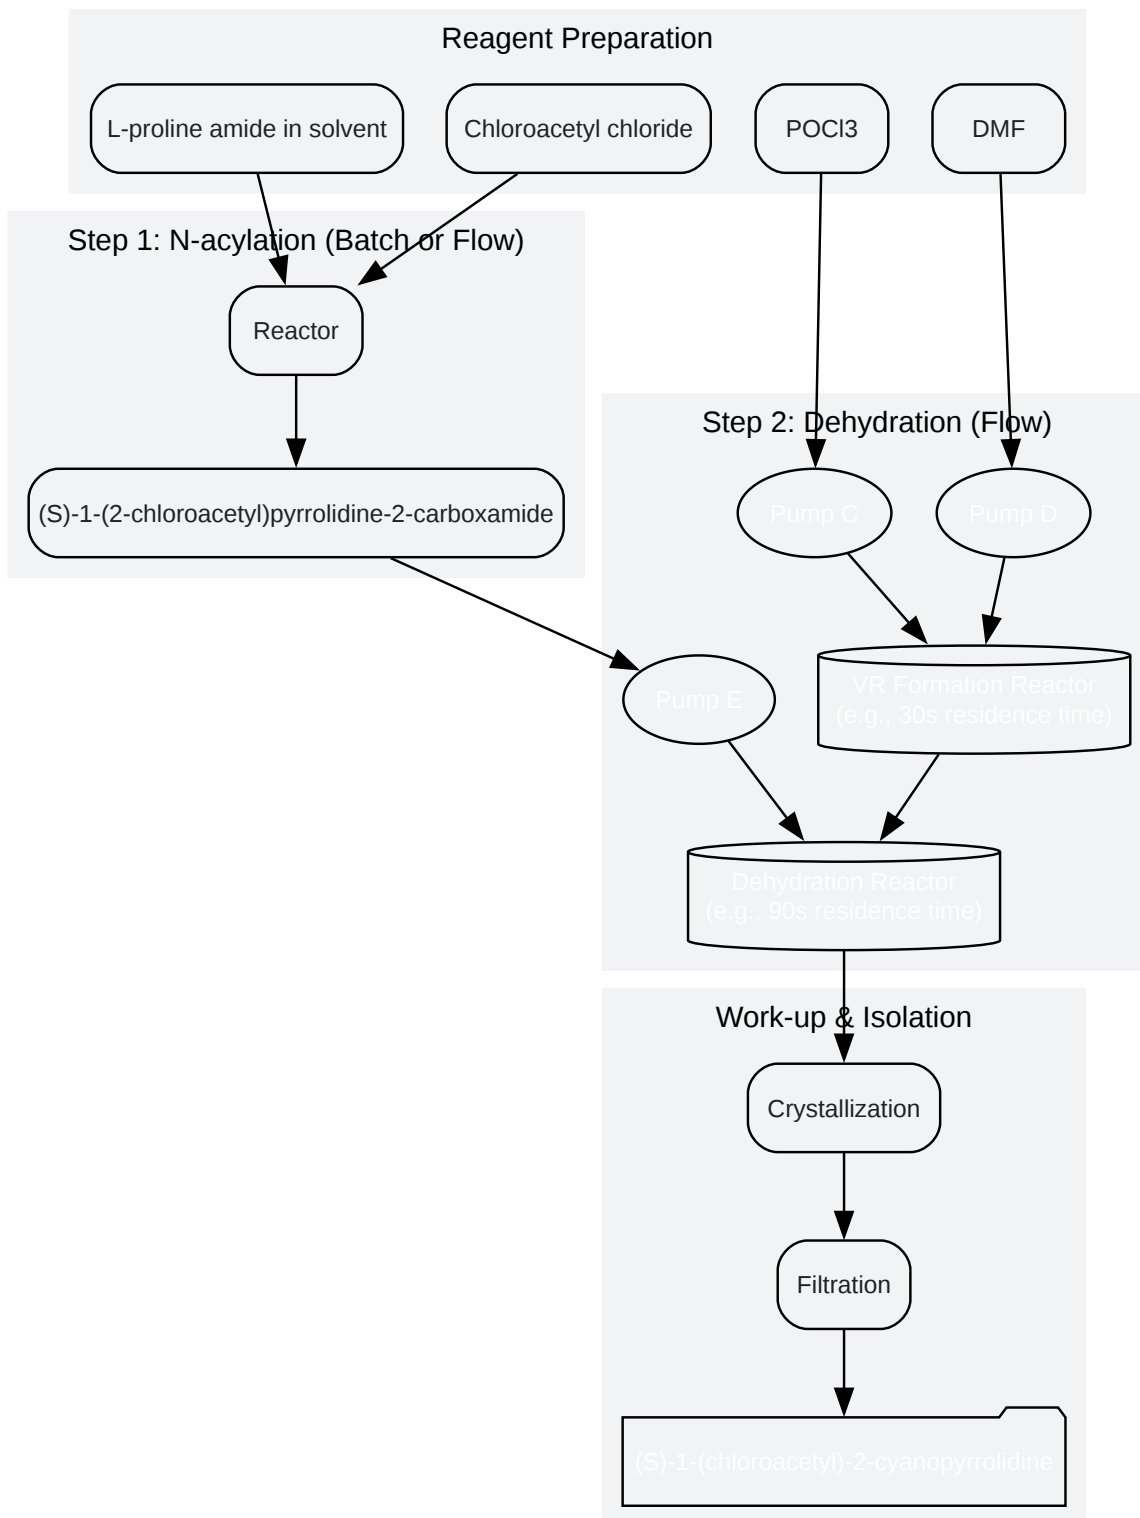 Reagent Preparation
L-proline amide in solvent
Chloroacetyl chloride
POCl3
DMF
Step 1: N-acylation (Batch or Flow)
Reactor
(S)-1-(2-chloroacetyl)pyrrolidine-2-carboxamide
Step 2: Dehydration (Flow)
Pump C
Pump D
Pump E
VR Formation Reactor
(e.g., 30s residence time)
Dehydration Reactor
(e.g., 90s residence time)
Work-up & Isolation
Crystallization
Filtration
(S)-1-(chloroacetyl)-2-cyanopyrrolidine